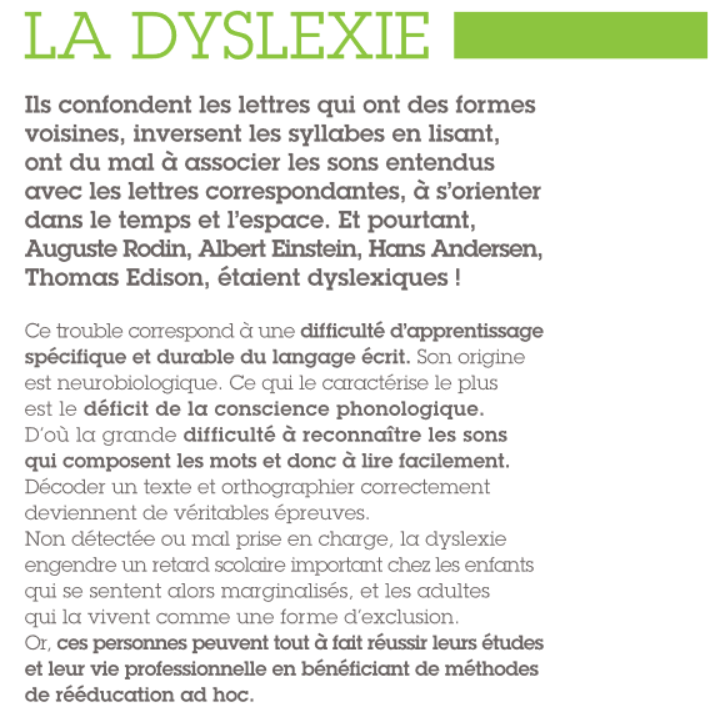 LA DYSLEXIE
Ils confondent les lettres qui ont des formes
voisines, inversent les syllabes en lisant,
ont du mal à associer les sons entendus
avec les lettres correspondantes, à s’orienter
dans le temps et l’espace. Et pourtant,
Auguste Rodin, Albert Einstein, Hans Andersen,
Thomas Edison, étaient dyslexiques !
Ce trouble correspond à une difficulté d’apprentissage
spécifique et durable du langage écrit. Son origine
est neurobiologique. Ce qui le caractérise le plus
est le déficit de la conscience phonologique.
D’où la grande difficulté à reconnaître les sons
qui composent les mots et donc à lire facilement.
Décoder un texte et orthographier correctement
deviennent de véritables épreuves.
Non détectée ou mal prise en charge, la dyslexie
engendre un retard scolaire important chez les enfants
qui se sentent alors marginalisés, et les adultes
qui la vivent comme une forme d’exclusion.
Or, ces personnes peuvent tout à fait réussir leurs études
et leur vie professionnelle en bénéficiant de méthodes
de rééducation ad hoc.